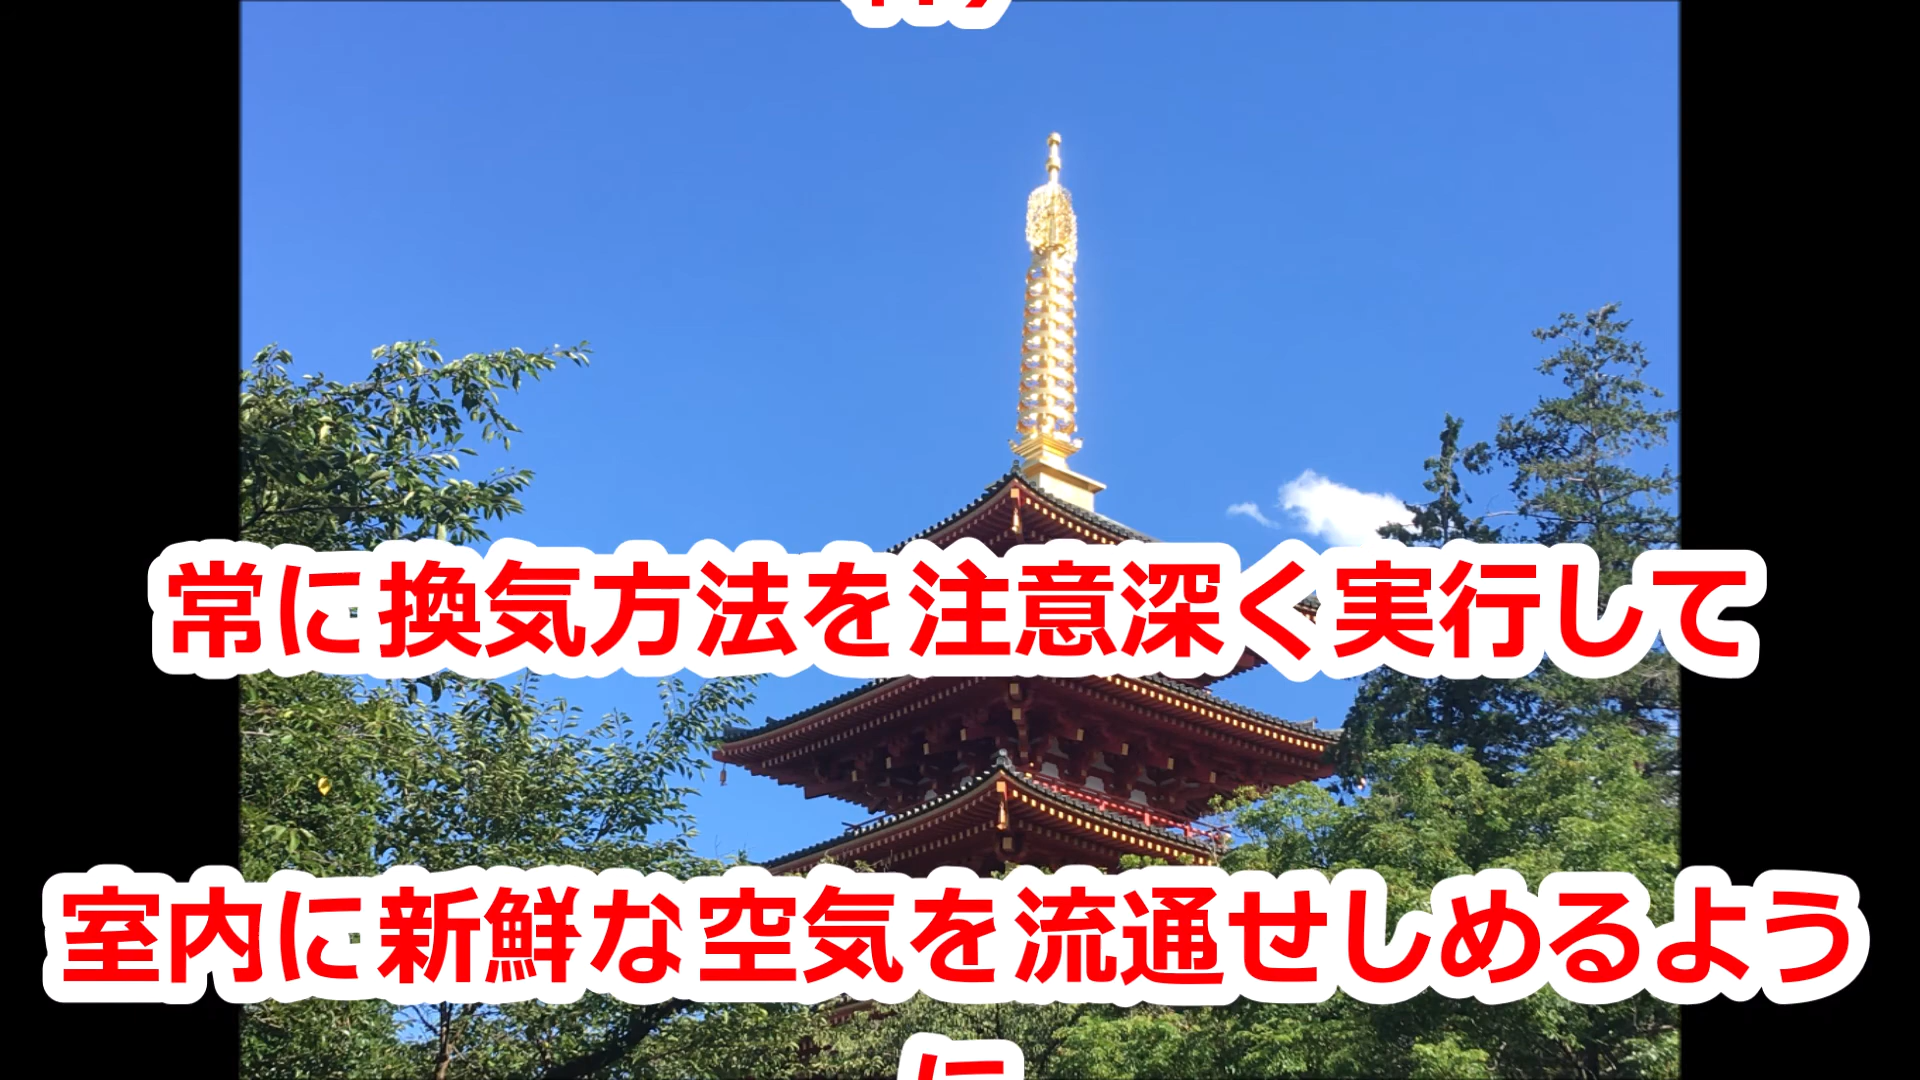 常に換気方法を注意深く実行して
室内に新鮮な空気を流通せしめるよう
に